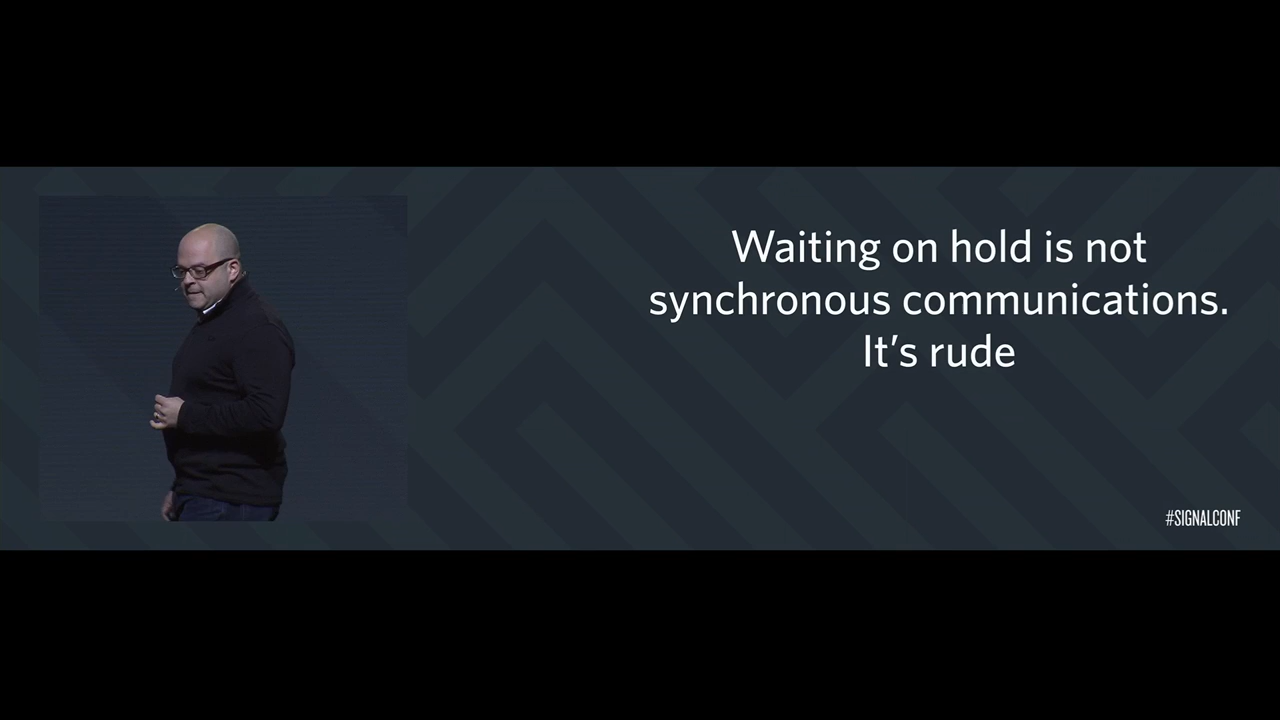 Waiting on hold is not
synchronous communications.
It’s rude
#SIGNALCONF